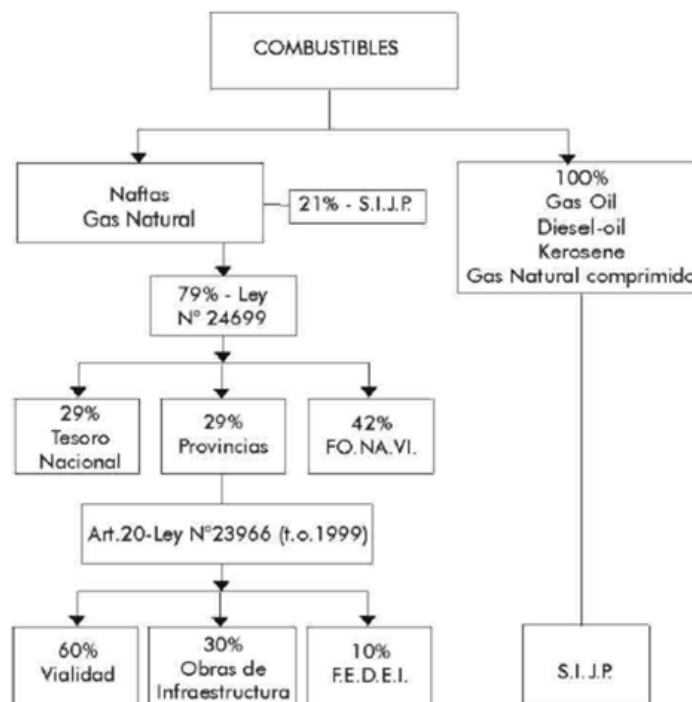 COMBUSTIBLES
Naftas
Gas Natural
21% - S.I.J.P.
100%
Gas Oil
Diesel-oil
Kerosene
Gas Natural comprimido
79% - Ley
N° 24699
29%
Tesoro
Nacional
29%
Provincias
42%
FO.NA.VI.
Art.20-Ley N°23966 (t.o.1999)
60%
Vialidad
30%
Obras de
Infraestructura
10%
F.E.D.E.I.
S.I.J.P.